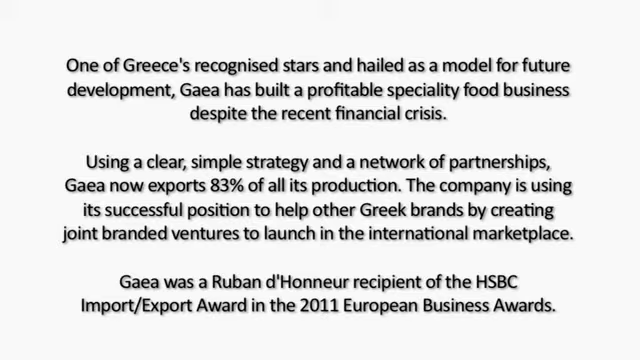 One of Greece's recognised stars and hailed as a model for future
development, Gaea has built a profitable speciality food business
despite the recent financial crisis.
Using a clear, simple strategy and a network of partnerships,
Gaea now exports 83% of all its production. The company is using
its successful position to help other Greek brands by creating
joint branded ventures to launch in the international marketplace.
Gaea was a Ruban d'Honneur recipient of the HSBC
Import/Export Award in the 2011 European Business Awards.